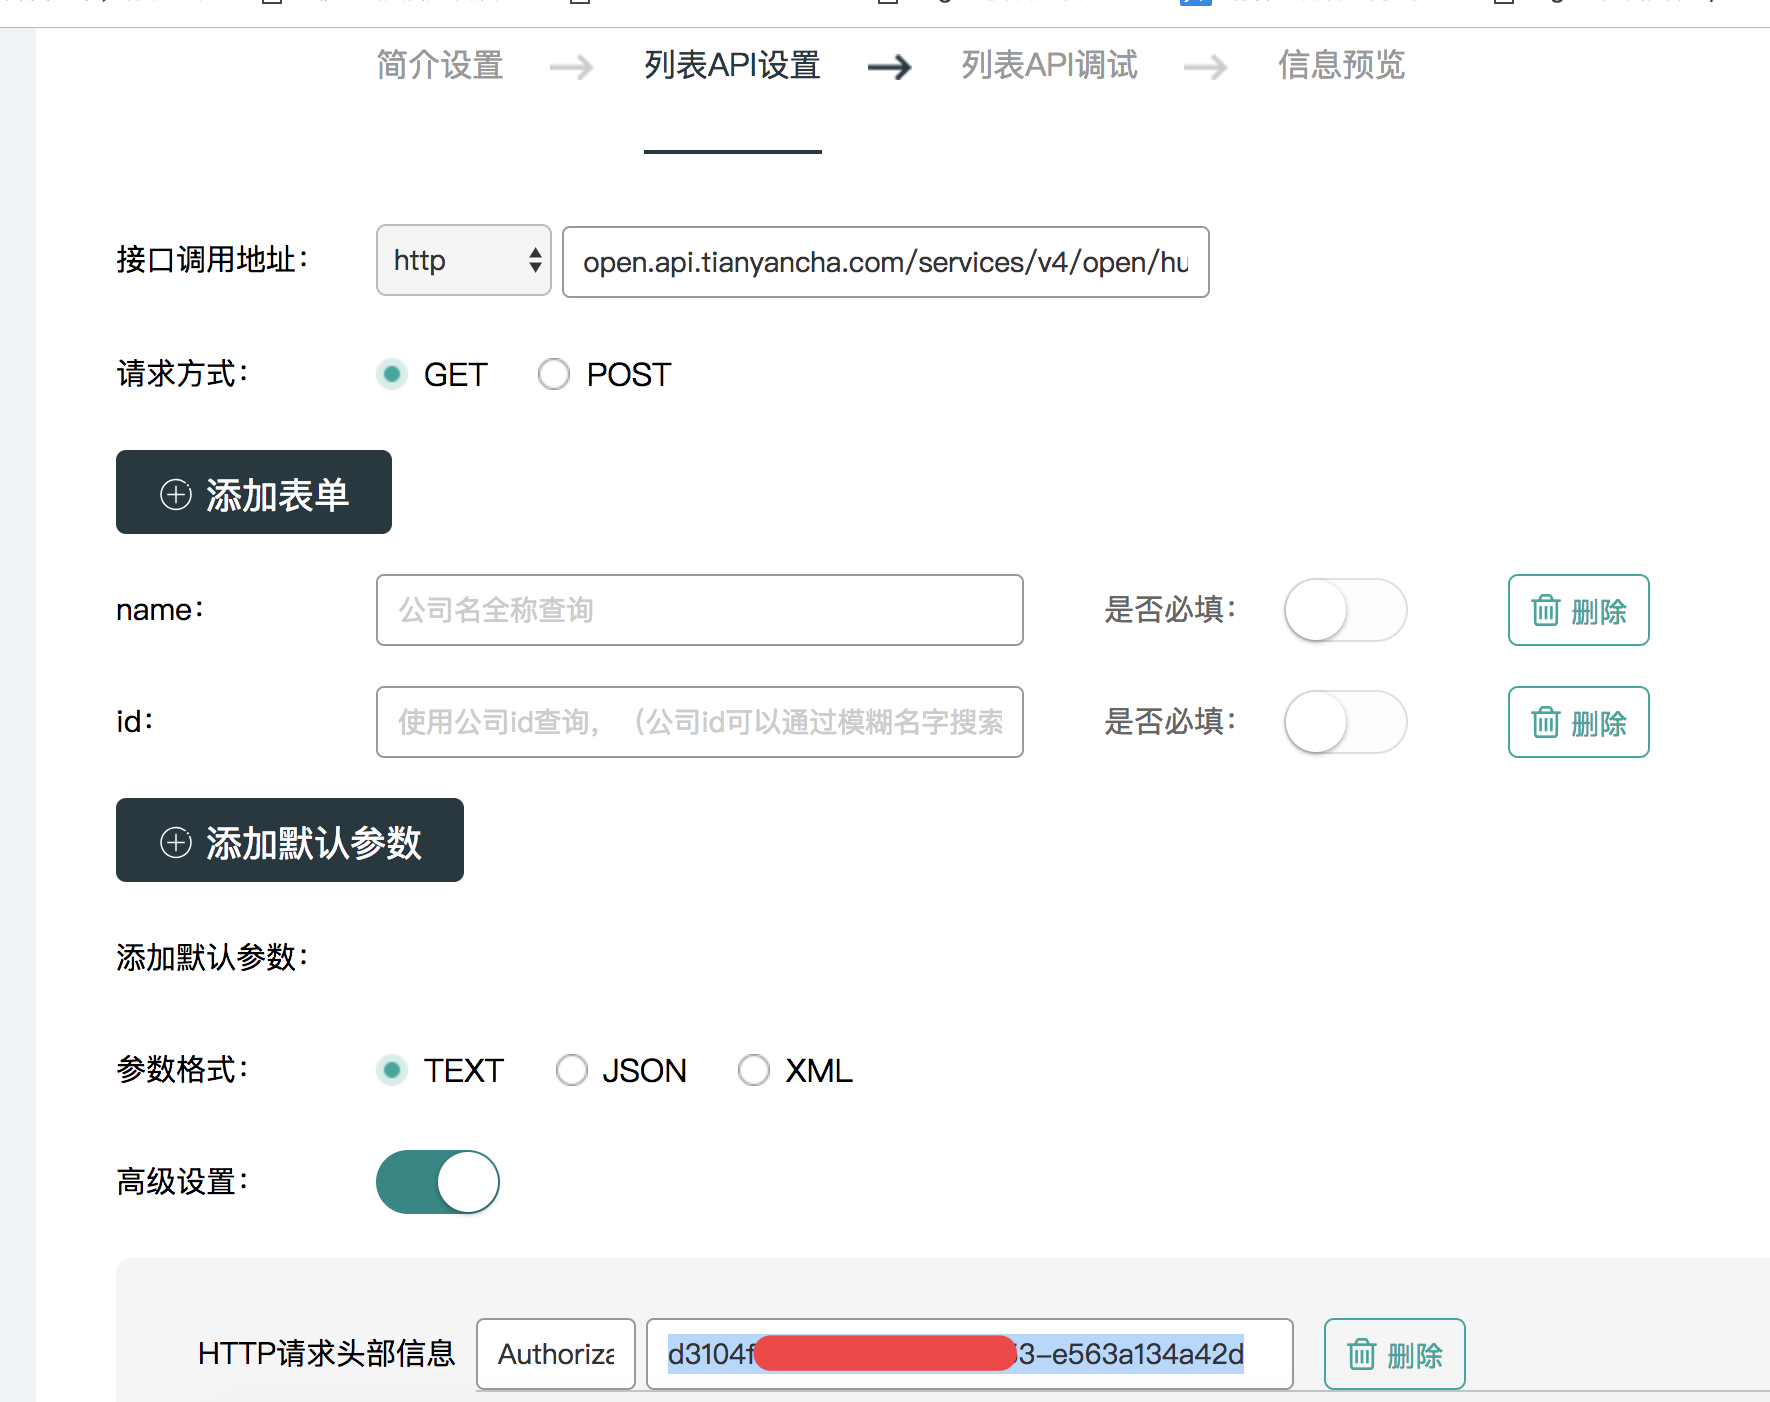 简介设置 列表API设置 列表API调试 信息预览
接口调用地址： http open.api.tianyancha.com/services/v4/open/hu
请求方式： GET POST
添加表单
name： 公司名全称查询 是否必填： 删除
id： 使用公司id查询，（公司id可以通过模糊名字搜索 是否必填： 删除
添加默认参数
添加默认参数：
参数格式： TEXT JSON XML
高级设置：
HTTP请求头部信息 Authoriza d3104f 3-e563a134a42d 删除